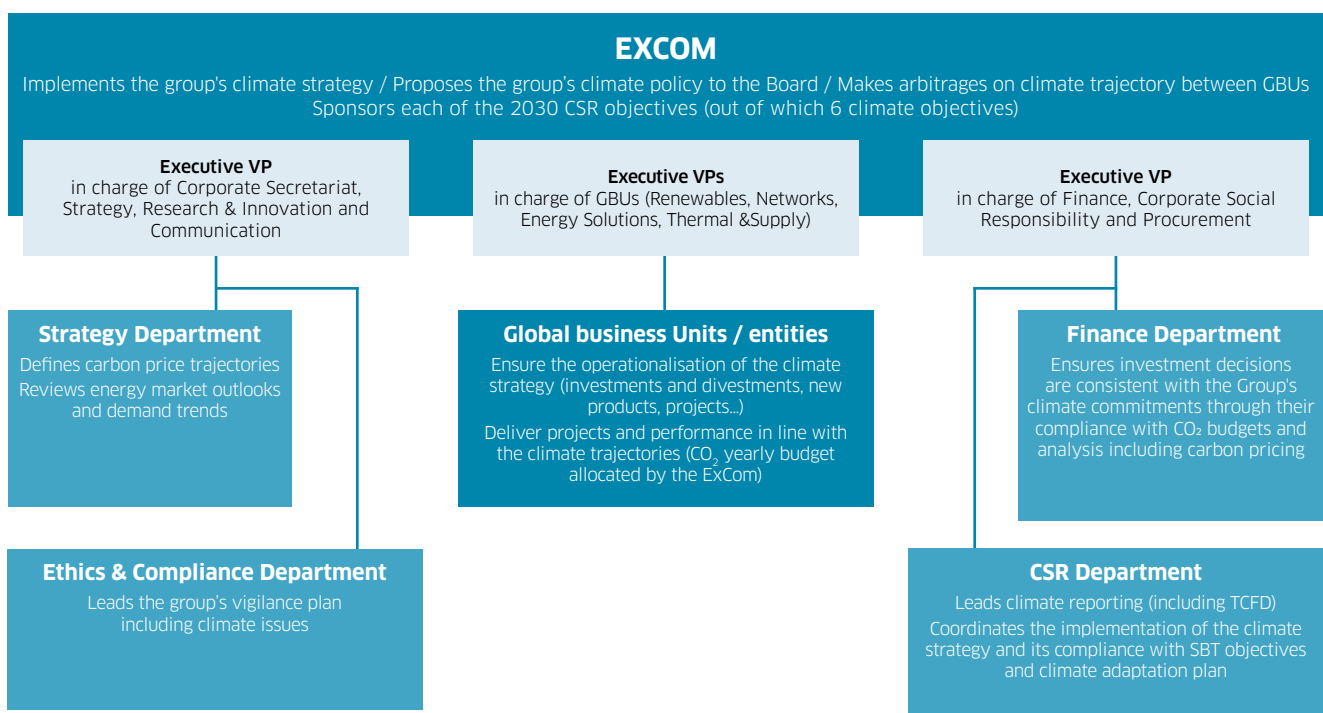 EXCOM
Implements the group's climate strategy / Proposes the group's climate policy to the Board / Makes arbitrages on climate trajectory between GBUs
Sponsors each of the 2030 CSR objectives (out of which 6 climate objectives)
Executive VP
in charge of Corporate Secretariat,
Strategy, Research & Innovation and
Communication
Executive VPs
in charge of GBUs (Renewables, Networks,
Energy Solutions, Thermal &Supply)
Executive VP
in charge of Finance, Corporate Social
Responsibility and Procurement
Strategy Department
Defines carbon price trajectories
Reviews energy market outlooks
and demand trends
Global business Units / entities
Ensure the operationalisation of the climate
strategy (investments and divestments, new
products, projects...)
Deliver projects and performance in line with
the climate trajectories (CO₂ yearly budget
allocated by the ExCom)
Finance Department
Ensures investment decisions
are consistent with the Group's
climate commitments through their
compliance with CO₂ budgets and
analysis including carbon pricing
Ethics & Compliance Department
Leads the group's vigilance plan
including climate issues
CSR Department
Leads climate reporting (including TCFD)
Coordinates the implementation of the climate
strategy and its compliance with SBT objectives
and climate adaptation plan